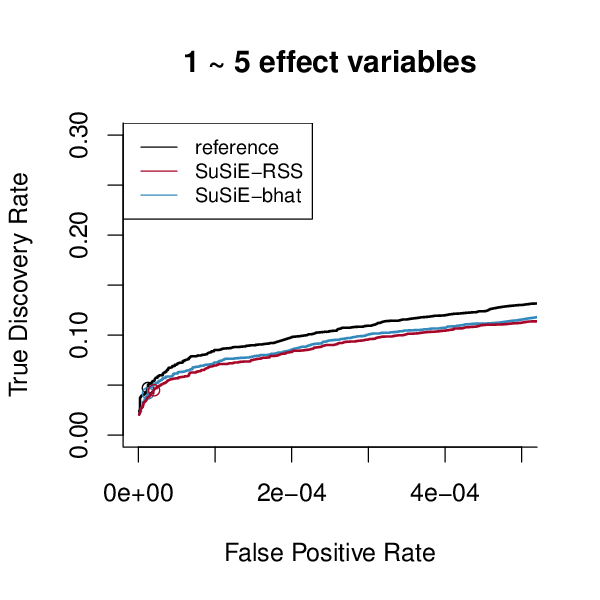 1 ~ 5 effect variables
0.30
0.20
0.10
0.00
True Discovery Rate
reference
SuSiE−RSS
SuSiE−bhat
0e+00 2e−04 4e−04
False Positive Rate